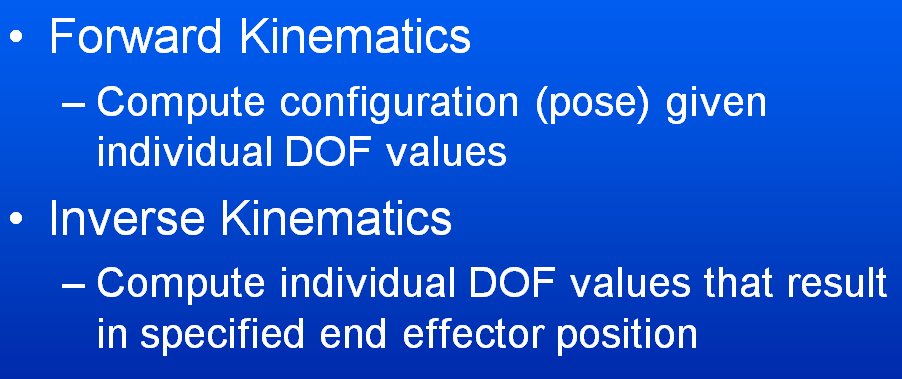 • Forward Kinematics
– Compute configuration (pose) given
individual DOF values
• Inverse Kinematics
– Compute individual DOF values that result
in specified end effector position